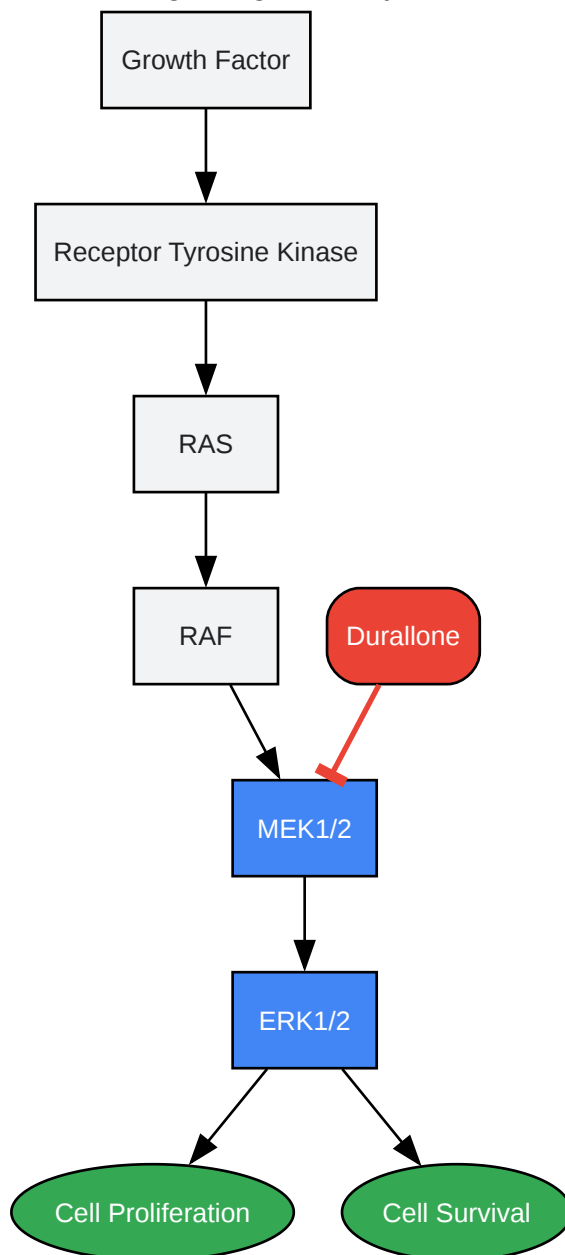 Growth Factor
Receptor Tyrosine Kinase
RAS
RAF
Durallone
MEK1/2
ERK1/2
Cell Proliferation
Cell Survival